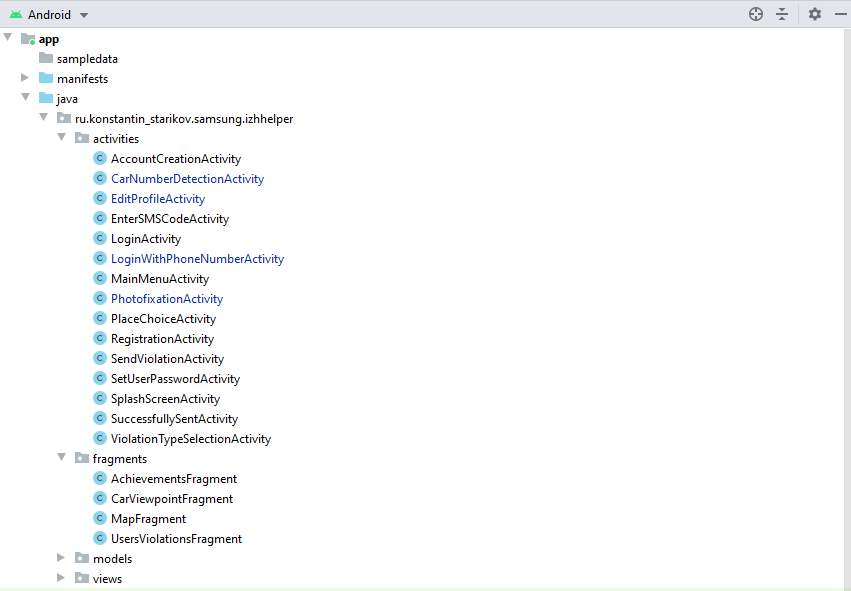 Android
app
sampledata
manifests
java
ru.konstantin_starikov.samsung.izhhelper
activities
C AccountCreationActivity
C CarNumberDetectionActivity
C EditProfileActivity
C EnterSMSCodeActivity
C LoginActivity
C LoginWithPhoneNumberActivity
C MainMenuActivity
C PhotofixationActivity
C PlaceChoiceActivity
C RegistrationActivity
C SendViolationActivity
C SetUserPasswordActivity
C SplashScreenActivity
C SuccessfullySentActivity
C ViolationTypeSelectionActivity
fragments
C AchievementsFragment
C CarViewpointFragment
C MapFragment
C UsersViolationsFragment
models
views